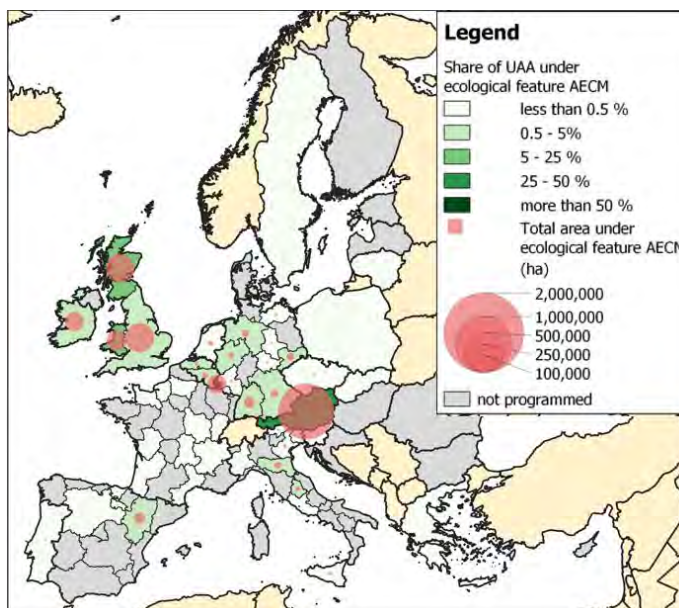 Legend
Share of UAA under
ecological feature AECM
less than 0.5 %
0.5 - 5%
5 - 25 %
25 - 50 %
more than 50 %
Total area under
ecological feature AECM
(ha)
2,000,000
1,000,000
500,000
250,000
100,000
not programmed